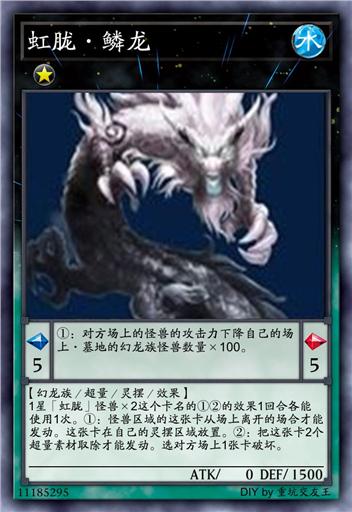 虹胧·鳞龙
水
①:对方场上的怪兽的攻击力下降自己的场
上·墓地的幻龙族怪兽数量×100。
5
5
【幻龙族/超量/灵摆/效果】
1星「虹胧」怪兽×2这个卡名的①②的效果1回合各能
使用1次。①:怪兽区域的这张卡从场上离开的场合才能
发动。这张卡在自己的灵摆区域放置。②:把这张卡2个
超量素材取除才能发动。选对方场上1张卡破坏。
ATK/ 0 DEF/1500
11185295
DIY by 重坑交友王